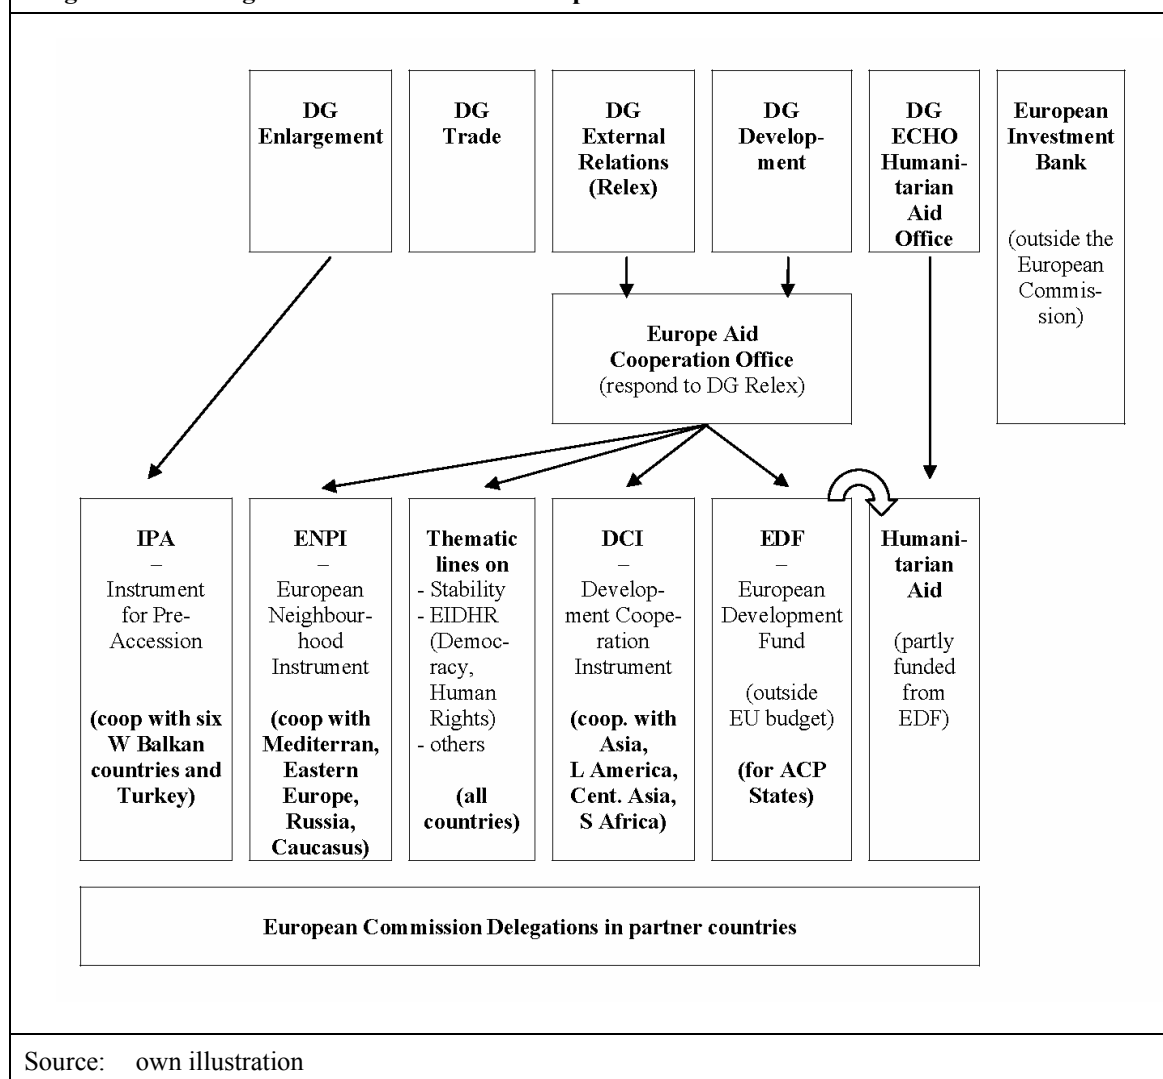 DG
Enlargement
DG
Trade
DG
External
Relations
(Relex)
DG
Develop-
ment
DG
ECHO
Humani-
tarian
Aid
Office
European
Investment
Bank
(outside the
European
Commis-
sion)
Europe Aid
Cooperation Office
(respond to DG Relex)
IPA
–
Instrument
for Pre-
Accession
(coop with six
W Balkan
countries and
Turkey)
ENPI
–
European
Neighbour-
hood
Instrument
(coop with
Mediterran,
Eastern
Europe,
Russia,
Caucasus)
Thematic
lines on
- Stability
- EIDHR
(Democ-
racy,
Human
Rights)
- others
(all
countries)
DCI
–
Develop-
ment Coope-
ration
Instrument
(coop. with
Asia,
L America,
Cent. Asia,
S Africa)
EDF
–
European
Development
Fund
(outside
EU budget)
(for ACP
States)
Humani-
tarian
Aid
(partly
funded
from
EDF)
European Commission Delegations in partner countries
Source: own illustration